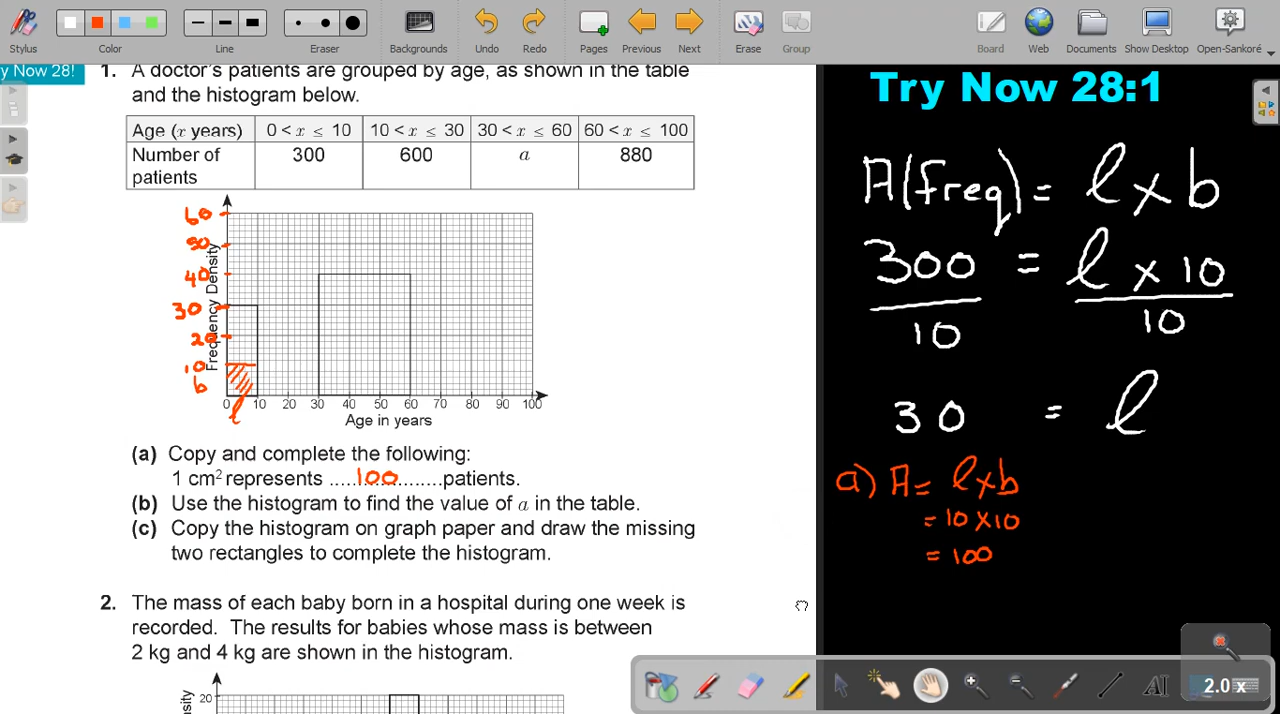 Stylus Color Line Eraser Backgrounds Undo Redo Pages Previous Next Erase Group Board Web Documents Show Desktop Open-Sankoré
y Now 28!
1. A doctor's patients are grouped by age, as shown in the table
and the histogram below.
Age (x years) 0 < x ≤ 10 10 < x ≤ 30 30 < x ≤ 60 60 < x ≤ 100
Number of patients 300 600 a 880
60
50
40
30
20
10
b
Frequency Density
0 10 20 30 40 50 60 70 80 90 100
l
Age in years
(a) Copy and complete the following:
1 cm² represents .....100........patients.
(b) Use the histogram to find the value of a in the table.
(c) Copy the histogram on graph paper and draw the missing
two rectangles to complete the histogram.
2. The mass of each baby born in a hospital during one week is
recorded. The results for babies whose mass is between
2 kg and 4 kg are shown in the histogram.
20
Try Now 28:1
A(freq) = l x b
300 = l x 10
10 10
30 = l
a) A = l x b
= 10 x 10
= 100
2.0 x